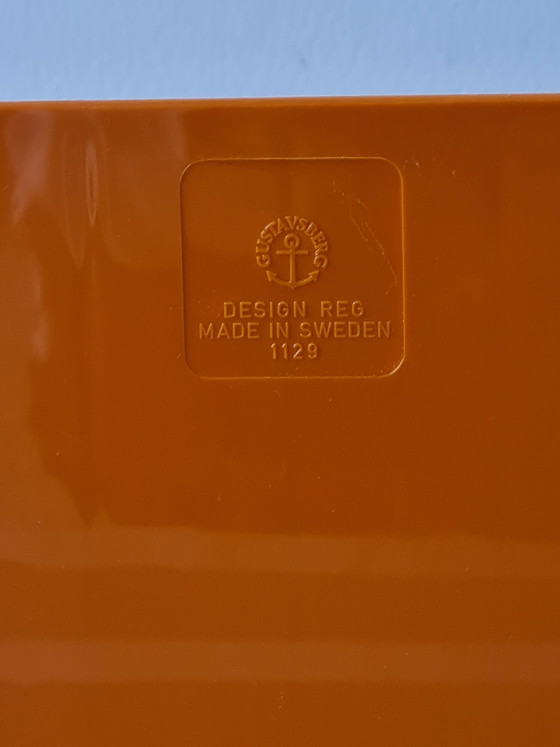 GUSTAVSBERG
DESIGN REG
MADE IN SWEDEN
1129